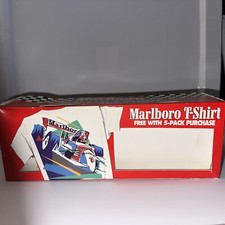 Marlboro T-Shirt
FREE WITH 5-PACK PURCHASE
Marlboro